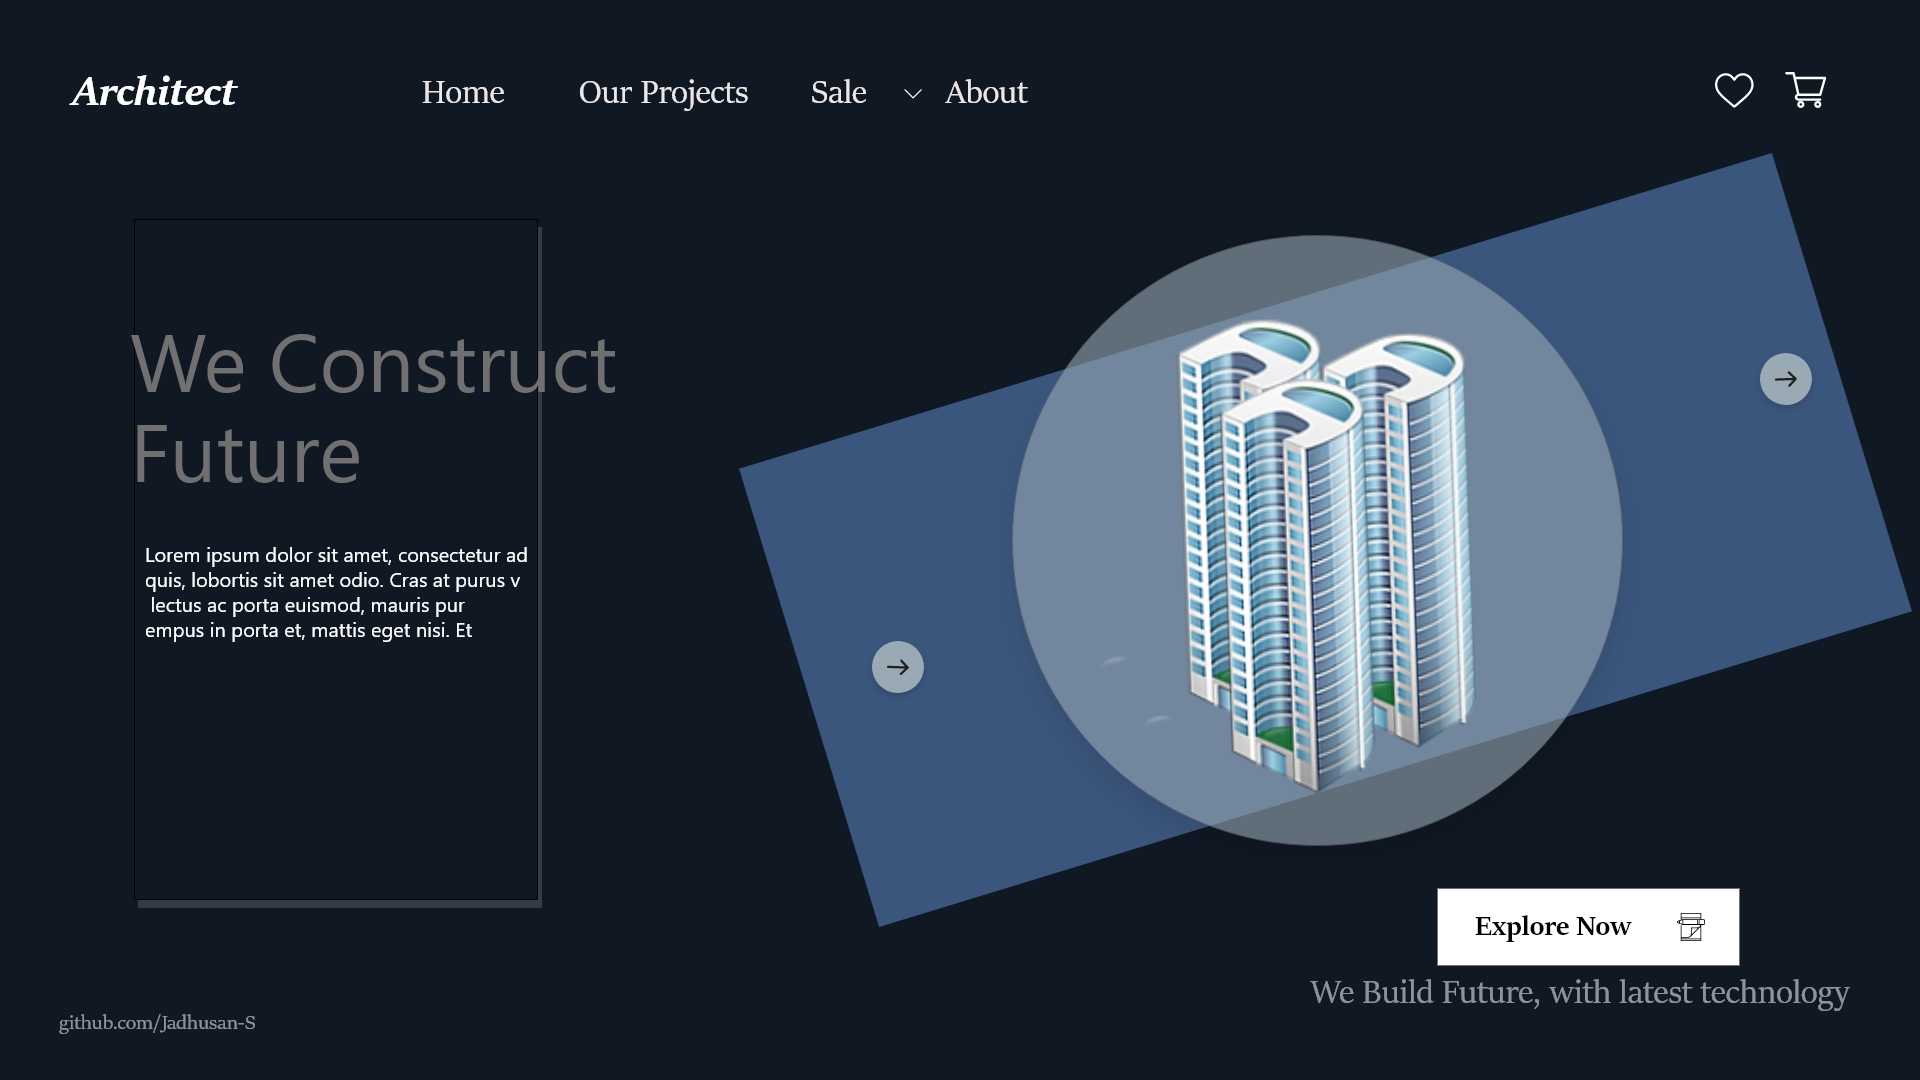 Architect
Home
Our Projects
Sale
About
We Construct
Future
Lorem ipsum dolor sit amet, consectetur ad
quis, lobortis sit amet odio. Cras at purus v
lectus ac porta euismod, mauris pur
empus in porta et, mattis eget nisi. Et
Explore Now
We Build Future, with latest technology
github.com/Jadhusan-S